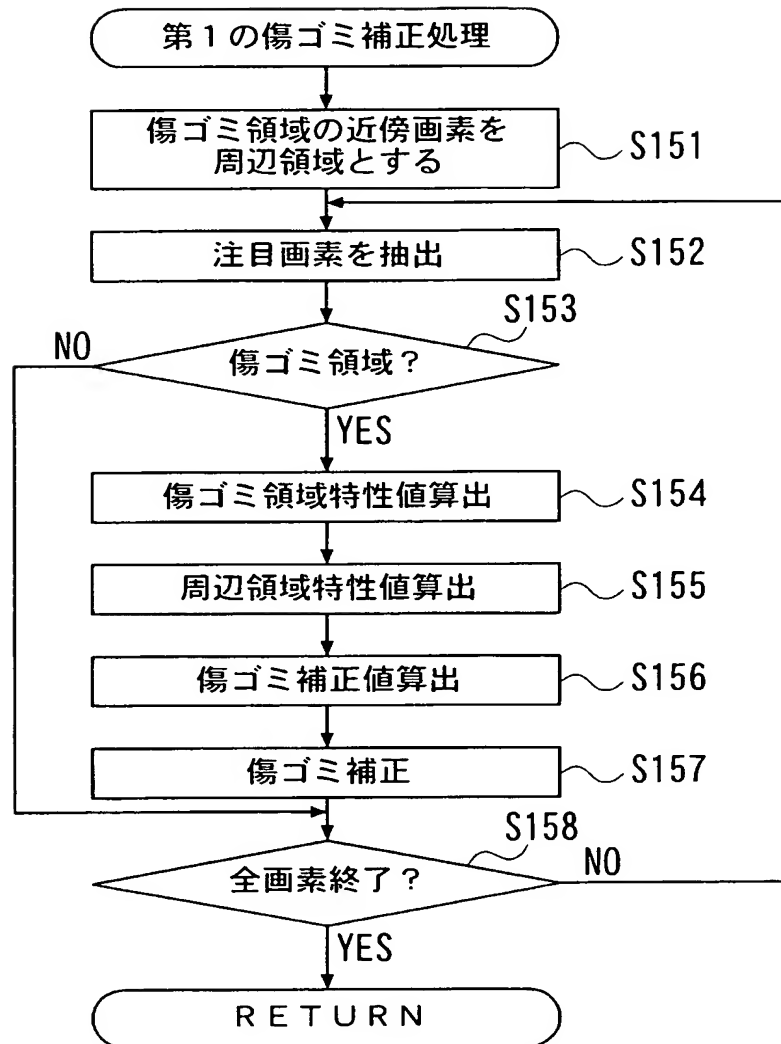 第1の傷ゴミ補正処理
傷ゴミ領域の近傍画素を
周辺領域とする
S151
注目画素を抽出
S152
S153
NO
傷ゴミ領域?
YES
傷ゴミ領域特性値算出
S154
周辺領域特性値算出
S155
傷ゴミ補正値算出
S156
傷ゴミ補正
S157
S158
全画素終了?
NO
YES
RETURN